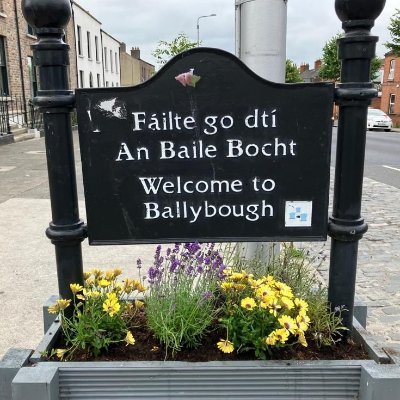 Fáilte go dtí
An Baile Bocht
Welcome to
Ballybough